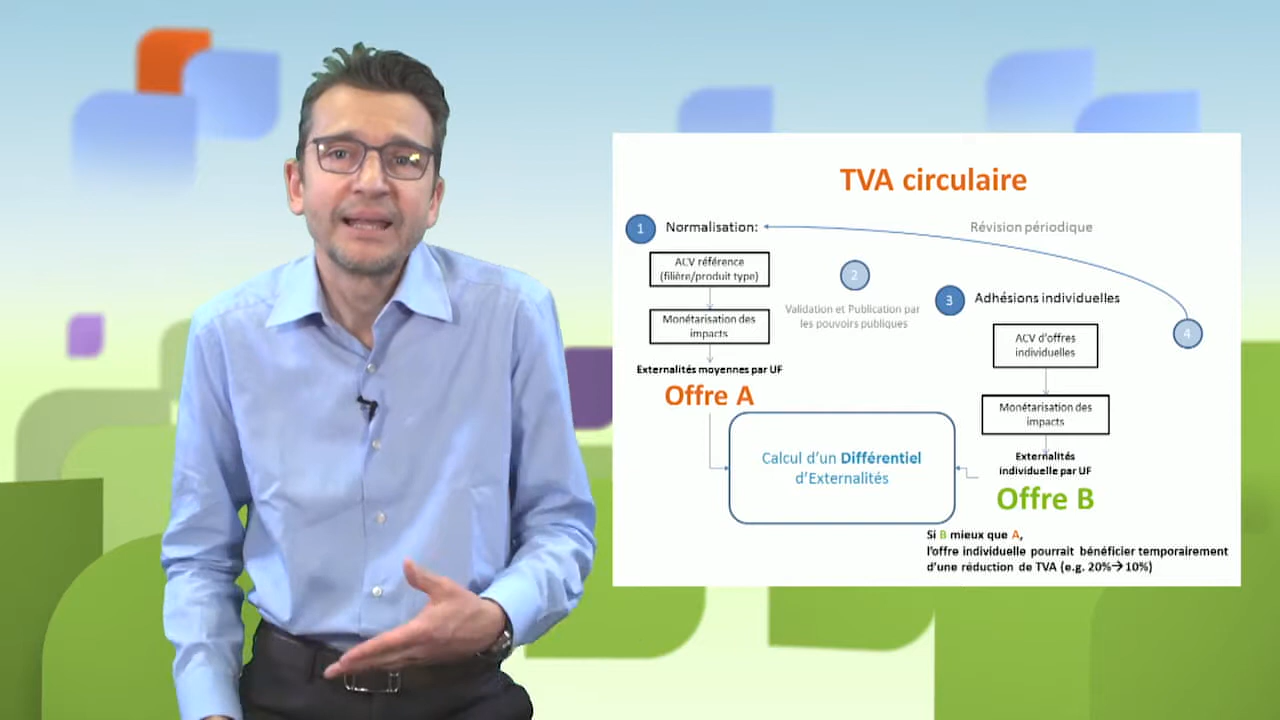 TVA circulaire
1
Normalisation:
Révision périodique
ACV référence
(filière/produit type)
2
Validation et Publication par
les pouvoirs publiques
3
Adhésions individuelles
4
Monétarisation des
impacts
ACV d'offres
individuelles
Externalités moyennes par UF
Offre A
Monétarisation des
impacts
Calcul d'un Différentiel
d'Externalités
Externalités
individuelle par UF
Offre B
Si B mieux que A,
l'offre individuelle pourrait bénéficier temporairement
d'une réduction de TVA (e.g. 20%→10%)